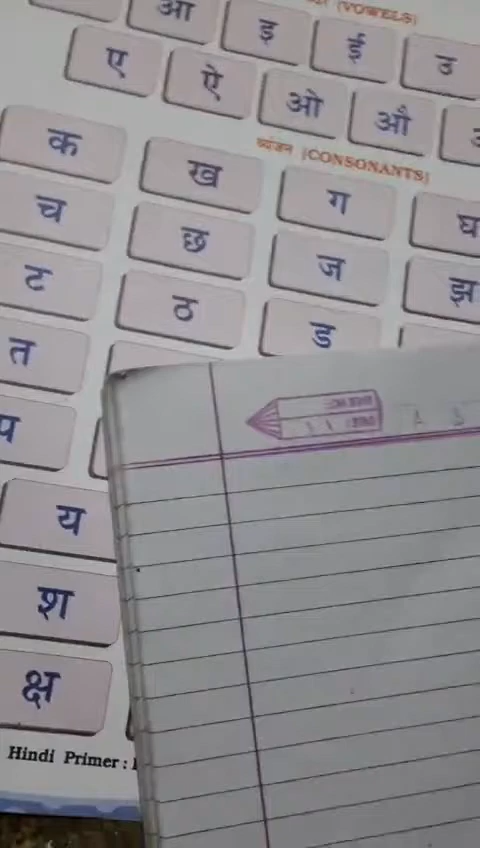 (VOWELS)
आ इ ई उ
ए ऐ ओ औ
व्यंजन [CONSONANTS]
क ख ग घ
च छ ज झ
ट ठ ड
त
प
य
श
क्ष
Hindi Primer :